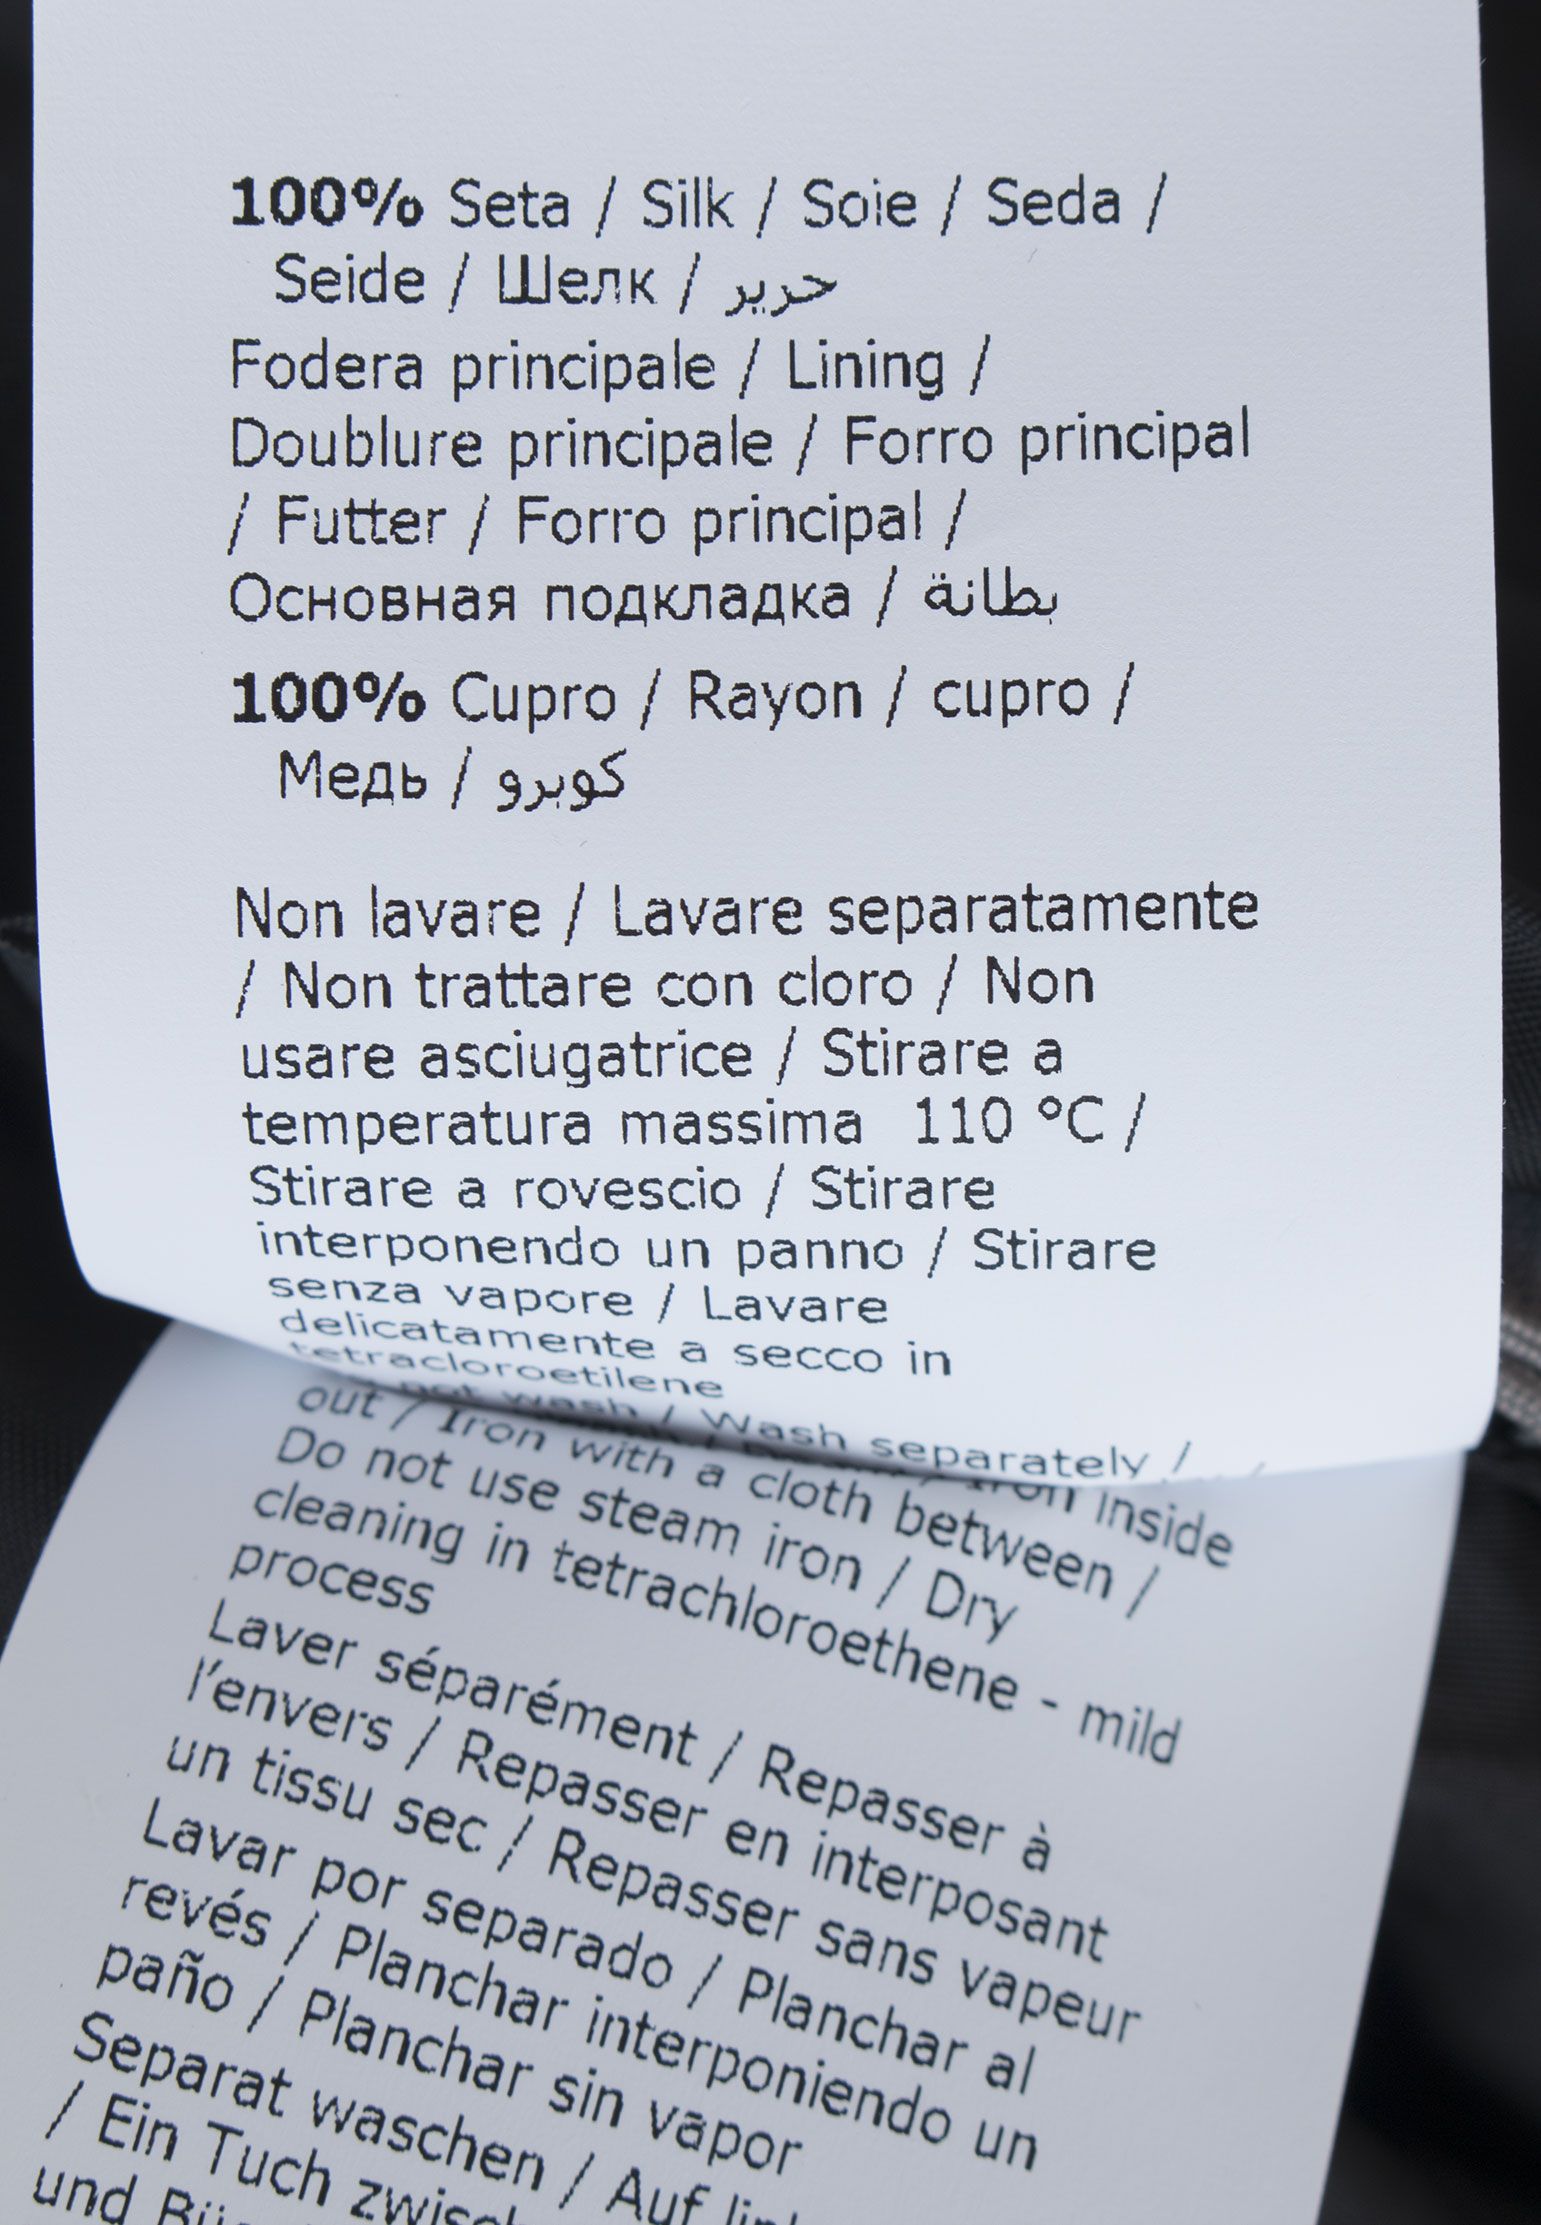 100% Seta / Silk / Soie / Seda /
Seide / Шелк / حرير
Fodera principale / Lining /
Doublure principale / Forro principal
/ Futter / Forro principal /
Основная подкладка / بطانة
100% Cupro / Rayon / cupro /
Медь / كوبرو
Non lavare / Lavare separatamente
/ Non trattare con cloro / Non
usare asciugatrice / Stirare a
temperatura massima 110 °C /
Stirare a rovescio / Stirare
interponendo un panno / Stirare
senza vapore / Lavare
delicatamente a secco in
tetracloroetilene
not wash / Wash separately /
Iron inside
out / Iron with a cloth between /
Do not use steam iron / Dry
cleaning in tetrachloroethene - mild
process
Laver séparément / Repasser à
l'envers / Repasser en interposant
un tissu sec / Repasser sans vapeur
Lavar por separado / Planchar al
revés / Planchar interponiendo un
paño / Planchar sin vapor
Separat waschen / Auf
/ Ein Tuch
und